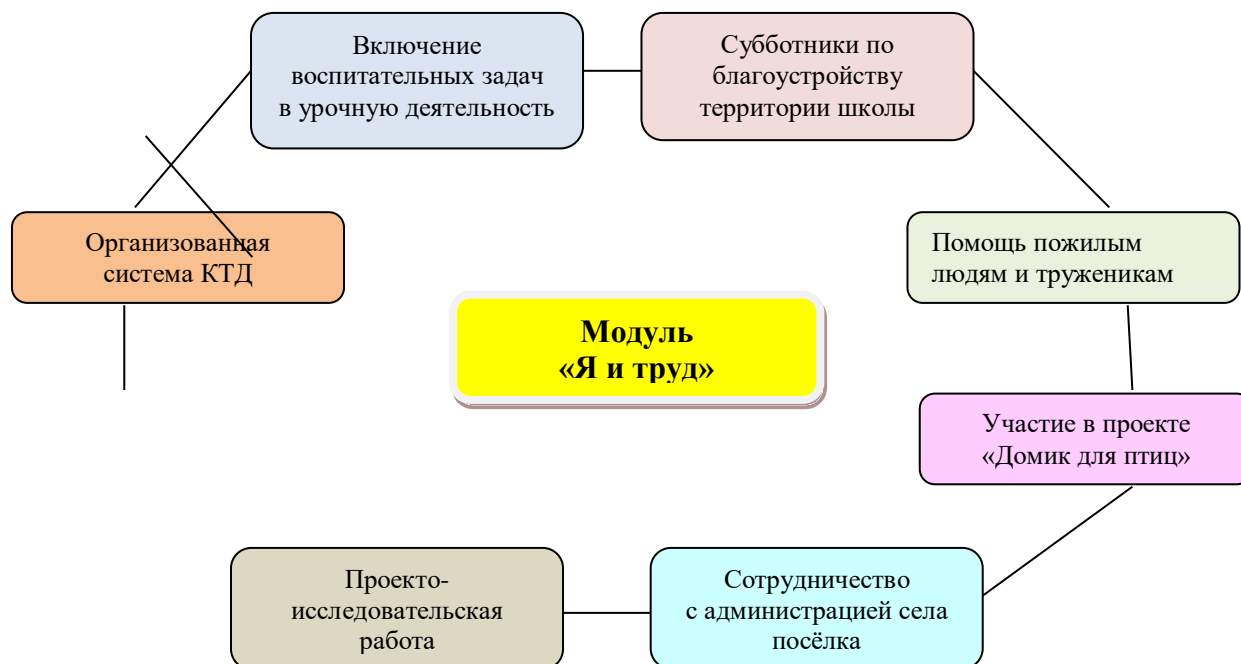 Включение
воспитательных задач
в урочную деятельность
Субботники по
благоустройству
территории школы
Организованная
система КТД
Помощь пожилым
людям и труженикам
Модуль
«Я и труд»
Участие в проекте
«Домик для птиц»
Проекто-
исследовательская
работа
Сотрудничество
с администрацией села
посёлка